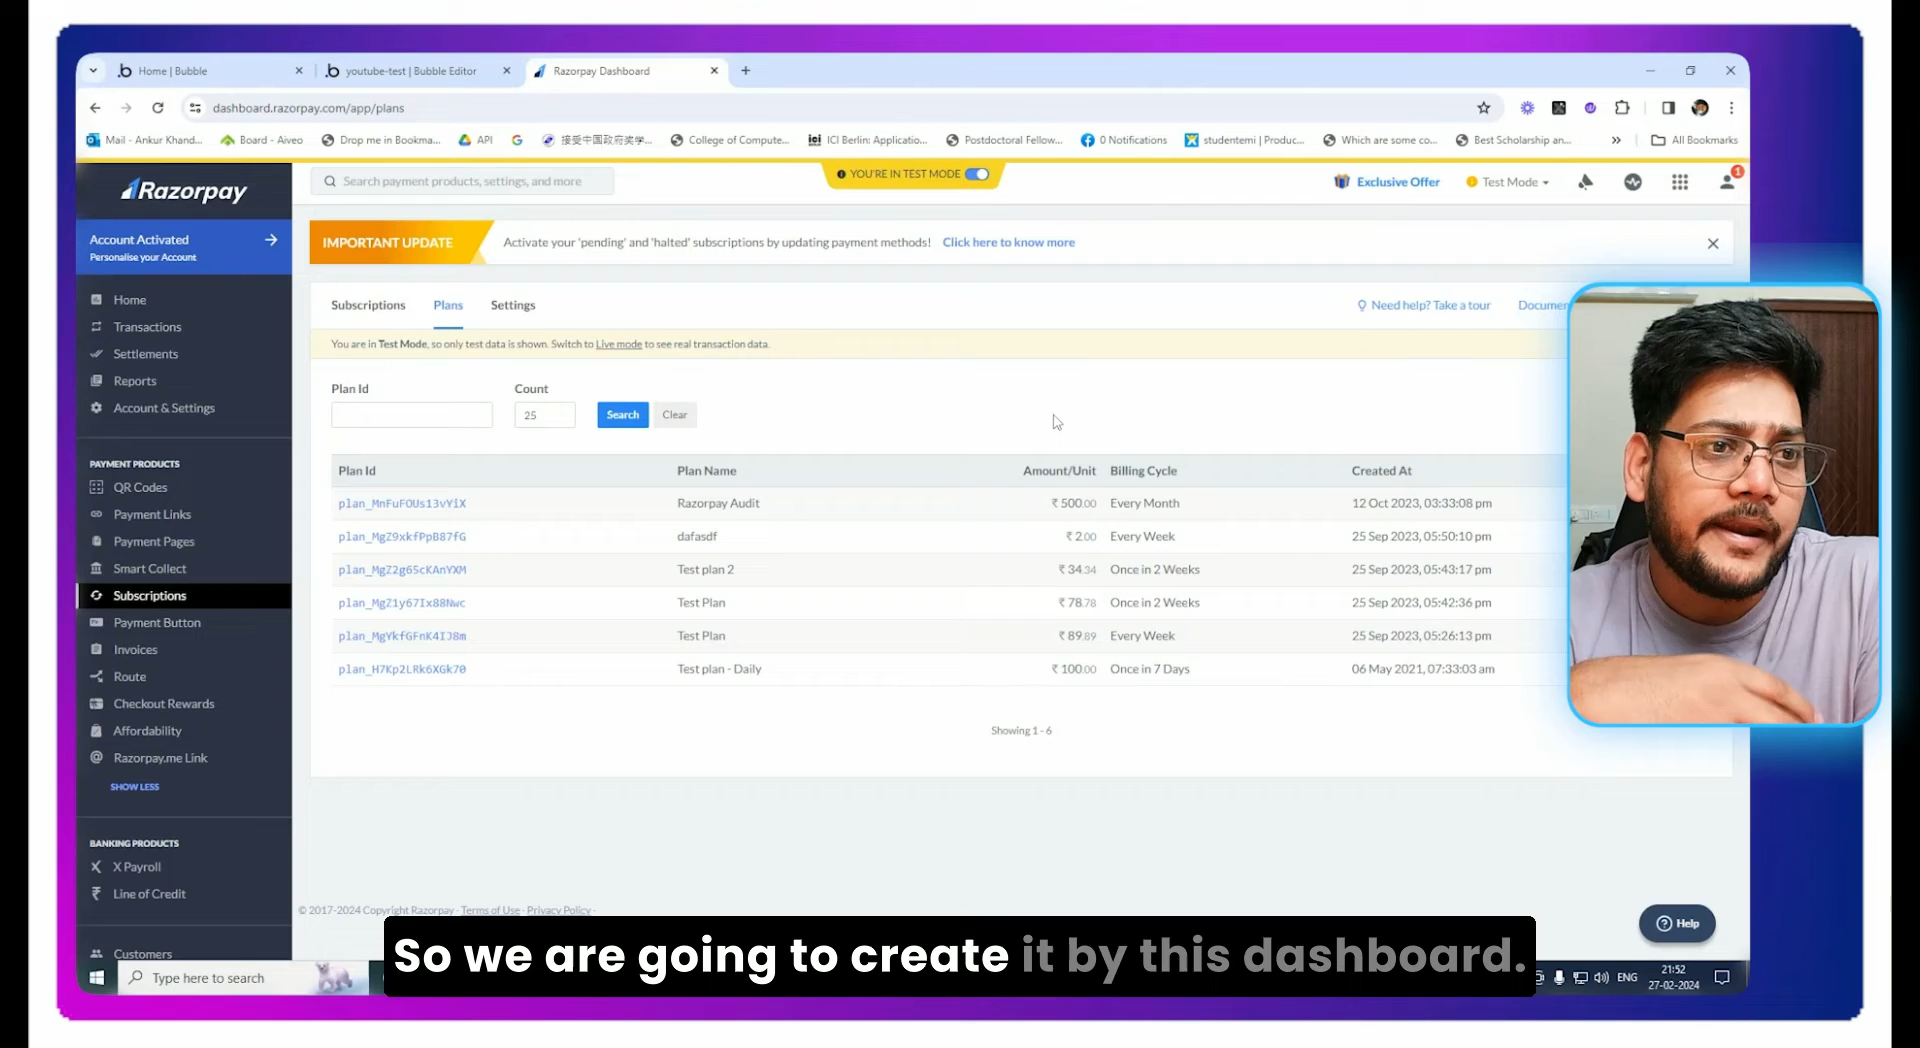 Home | Bubble
youtube-test | Bubble Editor
Razorpay Dashboard
dashboard.razorpay.com/app/plans
Mail - Ankur Khand...
Board - Aiveo
Drop me in Bookma...
API
接受中国政府奖学...
College of Compute...
ici ICI Berlin: Applicatio...
Postdoctoral Fellow...
0 Notifications
studentemi | Produc...
Which are some co...
Best Scholarship an...
All Bookmarks
Razorpay
Search payment products, settings, and more
YOU'RE IN TEST MODE
Exclusive Offer
Test Mode
1
Account Activated
Personalise your Account
IMPORTANT UPDATE
Activate your 'pending' and 'halted' subscriptions by updating payment methods! Click here to know more
Home
Transactions
Settlements
Reports
Account & Settings
PAYMENT PRODUCTS
QR Codes
Payment Links
Payment Pages
Smart Collect
Subscriptions
Payment Button
Invoices
Route
Checkout Rewards
Affordability
Razorpay.me Link
SHOW LESS
BANKING PRODUCTS
X Payroll
Line of Credit
Customers
Subscriptions Plans Settings
Need help? Take a tour
Documen
You are in Test Mode, so only test data is shown. Switch to Live mode to see real transaction data.
Plan Id
Count
25
Search
Clear
Plan Id Plan Name Amount/Unit Billing Cycle Created At
plan_MnFuFOUs13vYiX Razorpay Audit ₹ 500.00 Every Month 12 Oct 2023, 03:33:08 pm
plan_MgZ9xkfPpB87fG dafasdf ₹ 2.00 Every Week 25 Sep 2023, 05:50:10 pm
plan_MgZ2g65cKAnYXM Test plan 2 ₹ 34.34 Once in 2 Weeks 25 Sep 2023, 05:43:17 pm
plan_MgZ1y67Ix88Nwc Test Plan ₹ 78.78 Once in 2 Weeks 25 Sep 2023, 05:42:36 pm
plan_MgYkfGFnK4IJ8m Test Plan ₹ 89.89 Every Week 25 Sep 2023, 05:26:13 pm
plan_H7Kp2LRk6XGk70 Test plan - Daily ₹ 100.00 Once in 7 Days 06 May 2021, 07:33:03 am
Showing 1 - 6
© 2017-2024 Copyright Razorpay · Terms of Use · Privacy Policy ·
Help
So we are going to create it by this dashboard.
Type here to search
ENG
21:52
27-02-2024